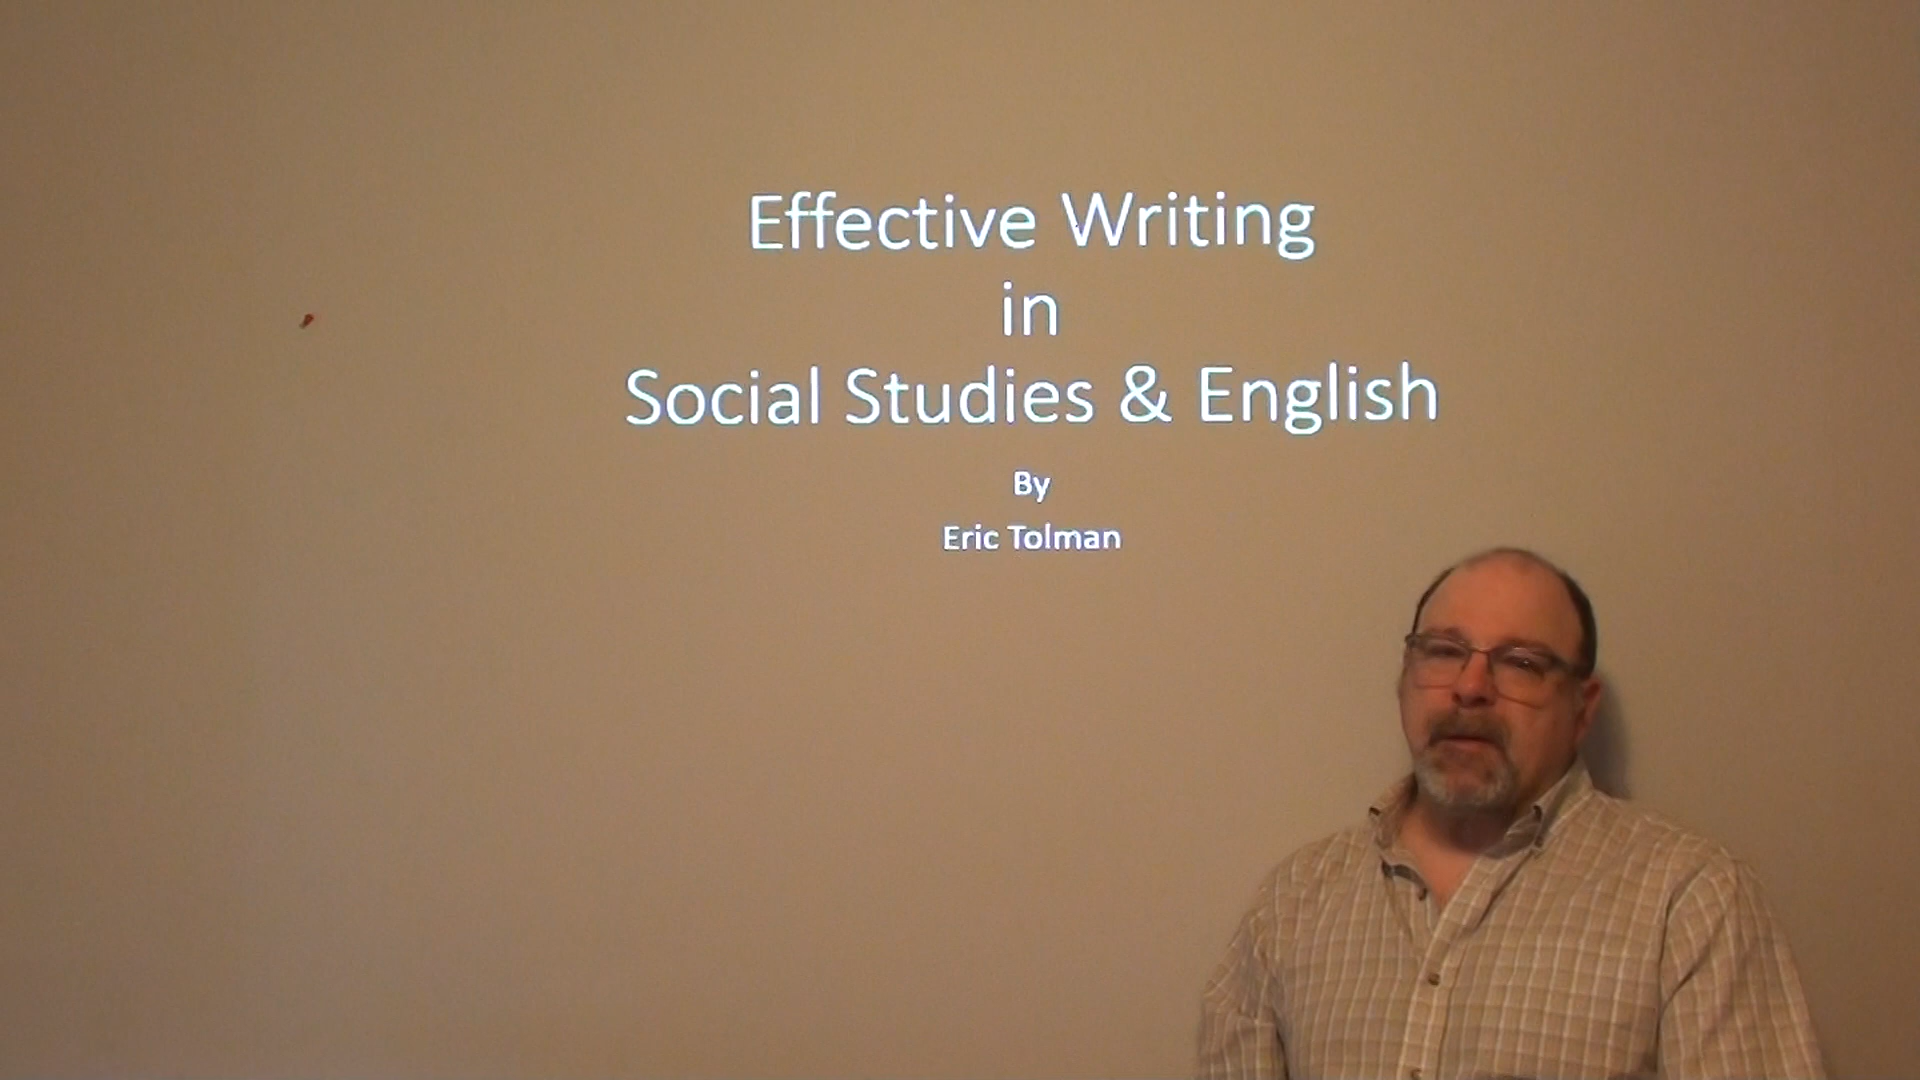 Effective Writing
in
Social Studies & English
By
Eric Tolman